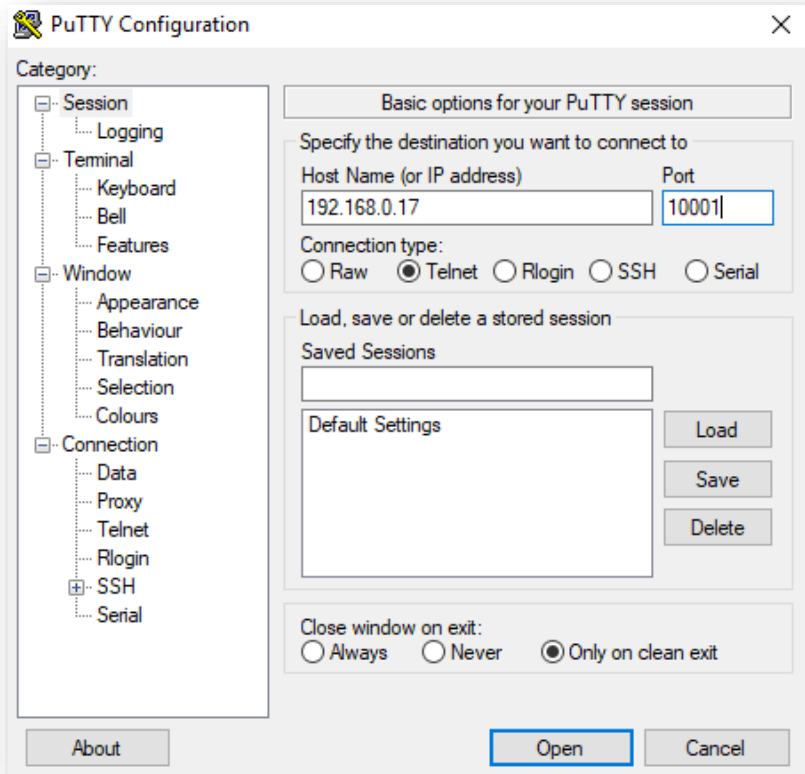 PuTTY Configuration
Category:
Session
Logging
Terminal
Keyboard
Bell
Features
Window
Appearance
Behaviour
Translation
Selection
Colours
Connection
Data
Proxy
Telnet
Rlogin
SSH
Serial
Basic options for your PuTTY session
Specify the destination you want to connect to
Host Name (or IP address) Port
192.168.0.17 10001
Connection type:
Raw Telnet Rlogin SSH Serial
Load, save or delete a stored session
Saved Sessions
Default Settings
Load
Save
Delete
Close window on exit:
Always Never Only on clean exit
About Open Cancel